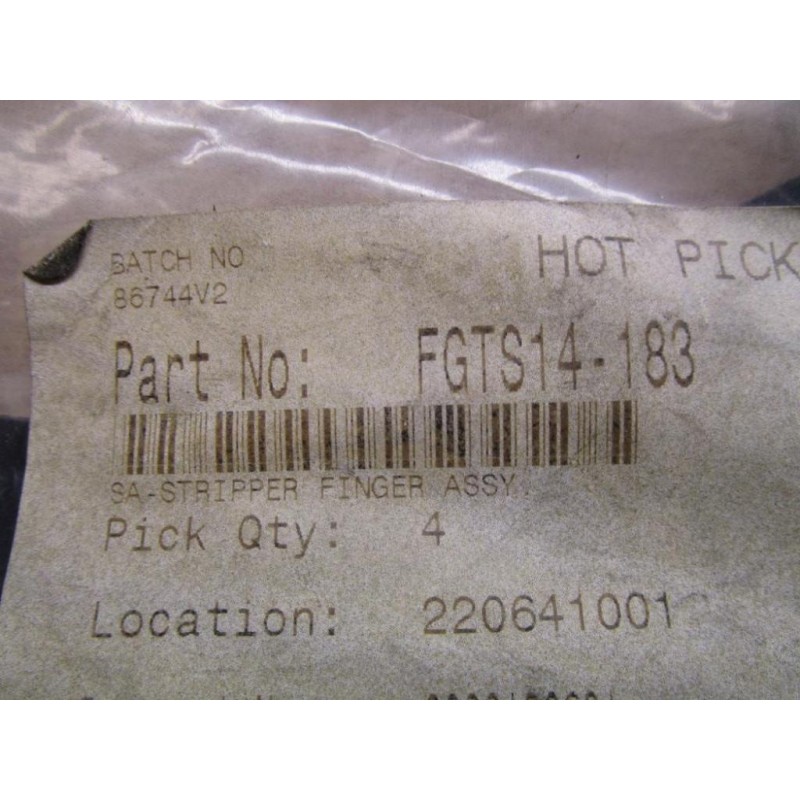 BATCH NO
HOT PICK
86744V2
Part No: FGTS14-183
SA-STRIPPER FINGER ASSY.
Pick Qty: 4
Location: 220641001